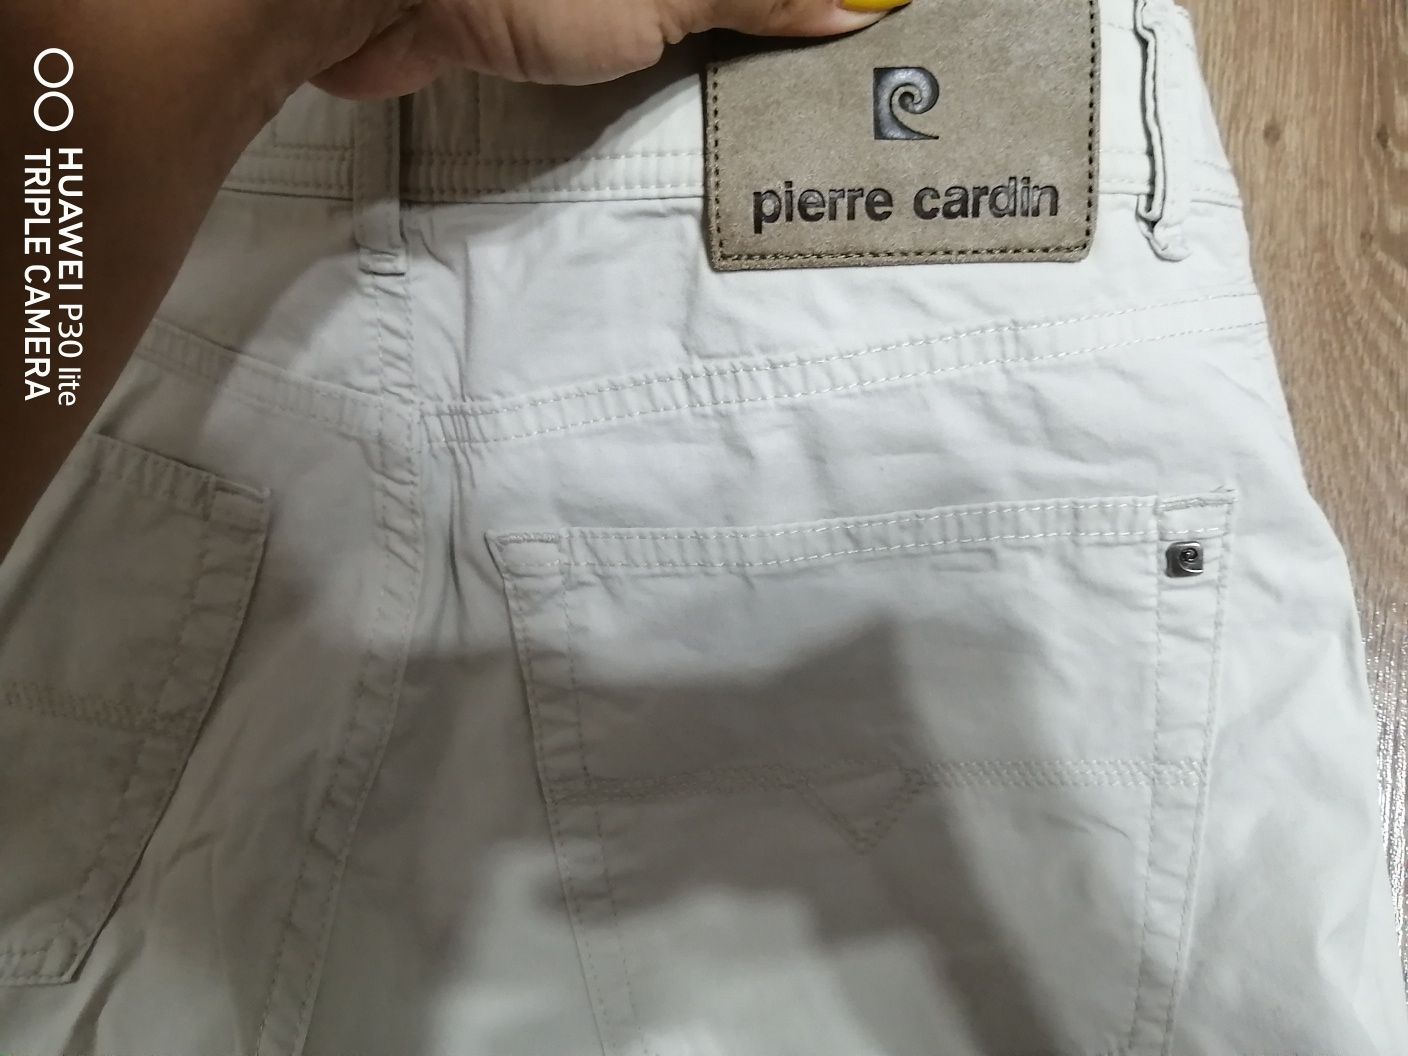 pierre cardin
HUAWEI P30 lite
TRIPLE CAMERA